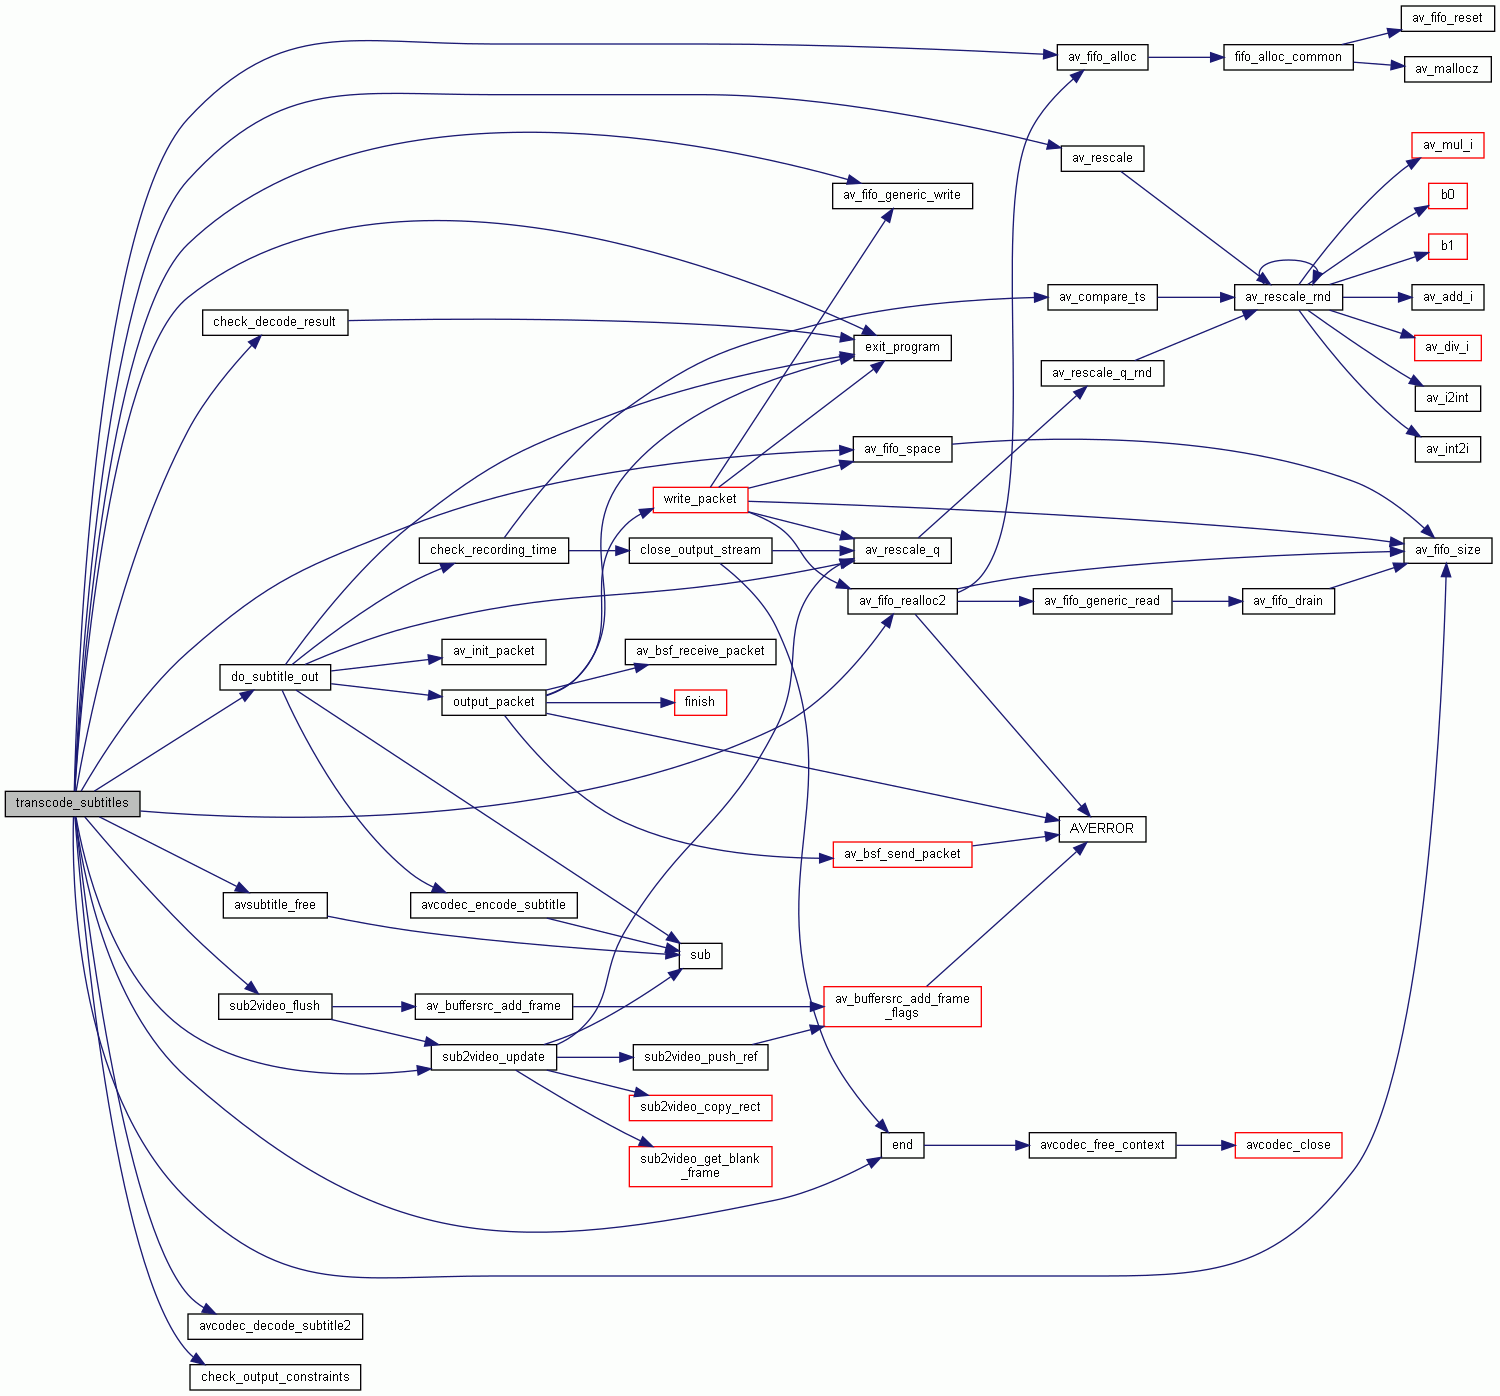 av_fifo_reset
av_fifo_alloc
fifo_alloc_common
av_mallocz
av_mul_i
av_rescale
av_fifo_generic_write
b0
b1
av_compare_ts
av_rescale_rnd
av_add_i
check_decode_result
exit_program
av_div_i
av_rescale_q_rnd
av_i2int
av_fifo_space
av_int2i
write_packet
check_recording_time
close_output_stream
av_rescale_q
av_fifo_size
av_fifo_realloc2
av_fifo_generic_read
av_fifo_drain
av_init_packet
av_bsf_receive_packet
do_subtitle_out
output_packet
finish
transcode_subtitles
AVERROR
av_bsf_send_packet
avsubtitle_free
avcodec_encode_subtitle
sub
sub2video_flush
av_buffersrc_add_frame
av_buffersrc_add_frame
_flags
sub2video_update
sub2video_push_ref
sub2video_copy_rect
end
avcodec_free_context
avcodec_close
sub2video_get_blank
_frame
avcodec_decode_subtitle2
check_output_constraints